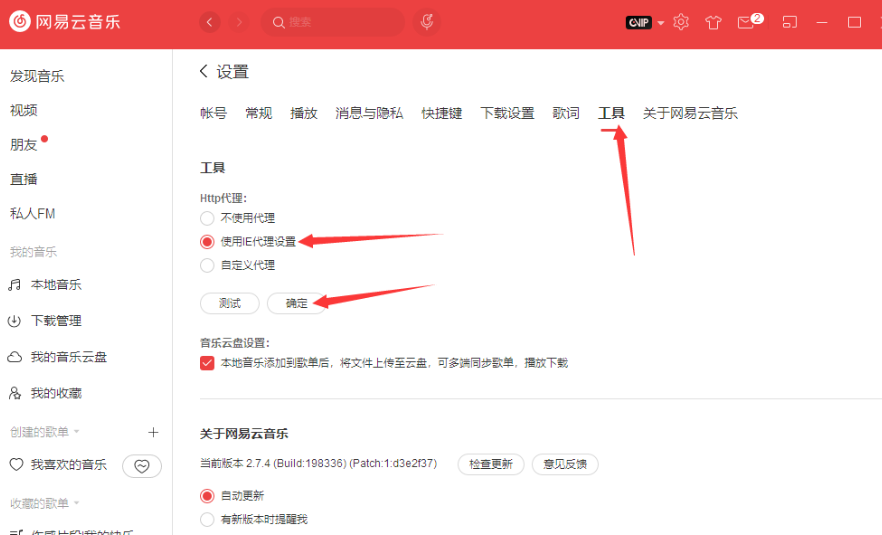 网易云音乐
搜索
VIP
2
发现音乐
视频
朋友
直播
私人FM
我的音乐
本地音乐
下载管理
我的音乐云盘
我的收藏
创建的歌单
我喜欢的音乐
收藏的歌单
设置
帐号 常规 播放 消息与隐私 快捷键 下载设置 歌词 工具 关于网易云音乐
工具
Http代理：
不使用代理
使用IE代理设置
自定义代理
测试 确定
音乐云盘设置：
本地音乐添加到歌单后，将文件上传至云盘，可多端同步歌单，播放下载
关于网易云音乐
当前版本 2.7.4 (Build:198336) (Patch:1:d3e2f37) 检查更新 意见反馈
自动更新
有新版本时提醒我